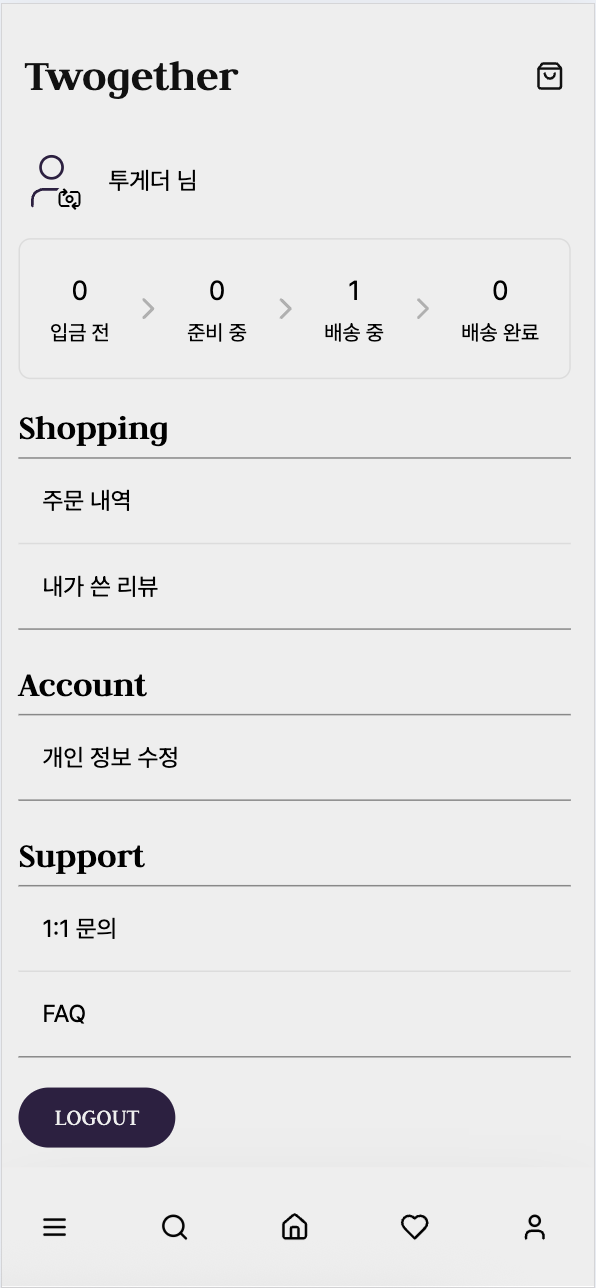 Twogether
투게더 님
0 0 1 0
입금 전 준비 중 배송 중 배송 완료
Shopping
주문 내역
내가 쓴 리뷰
Account
개인 정보 수정
Support
1:1 문의
FAQ
LOGOUT